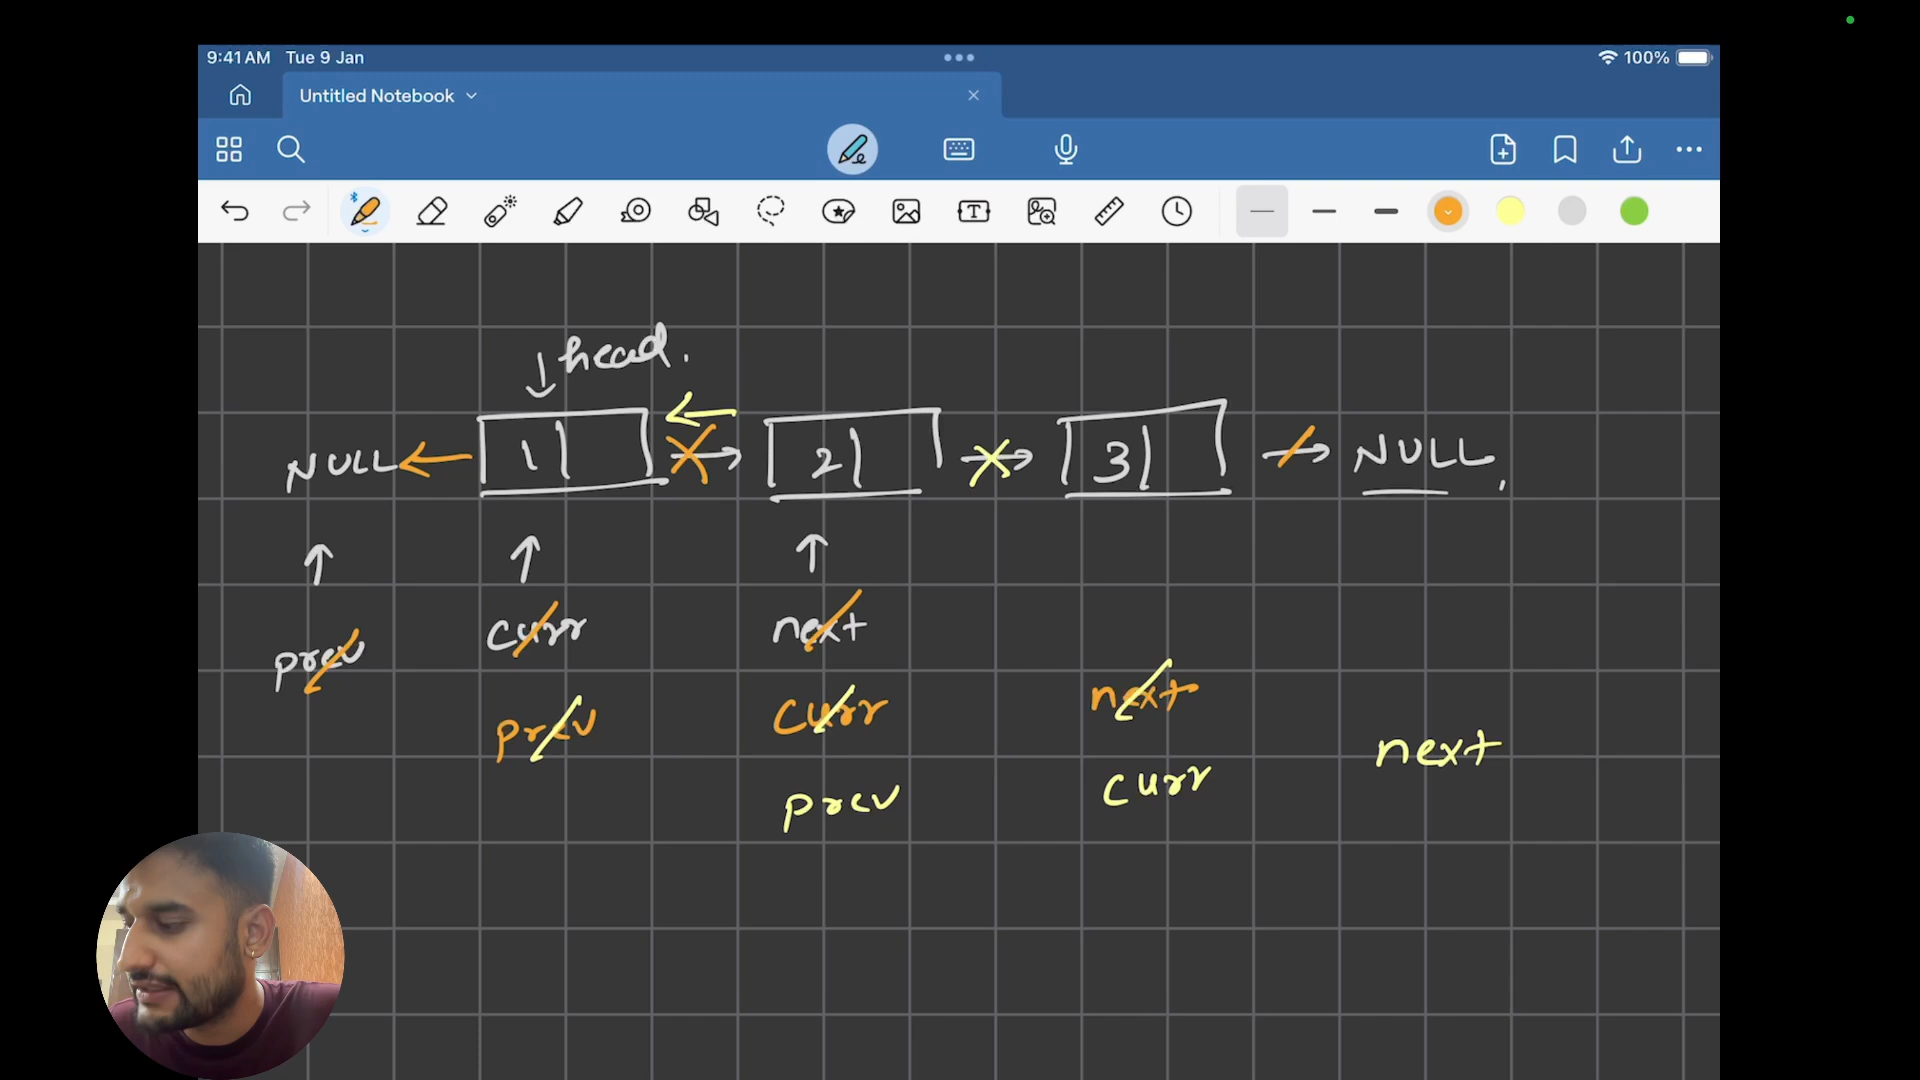 9:41 AM Tue 9 Jan 100%
Untitled Notebook
head.
NULL 1 2 3 NULL
prev curr next
prev curr next
prev curr next